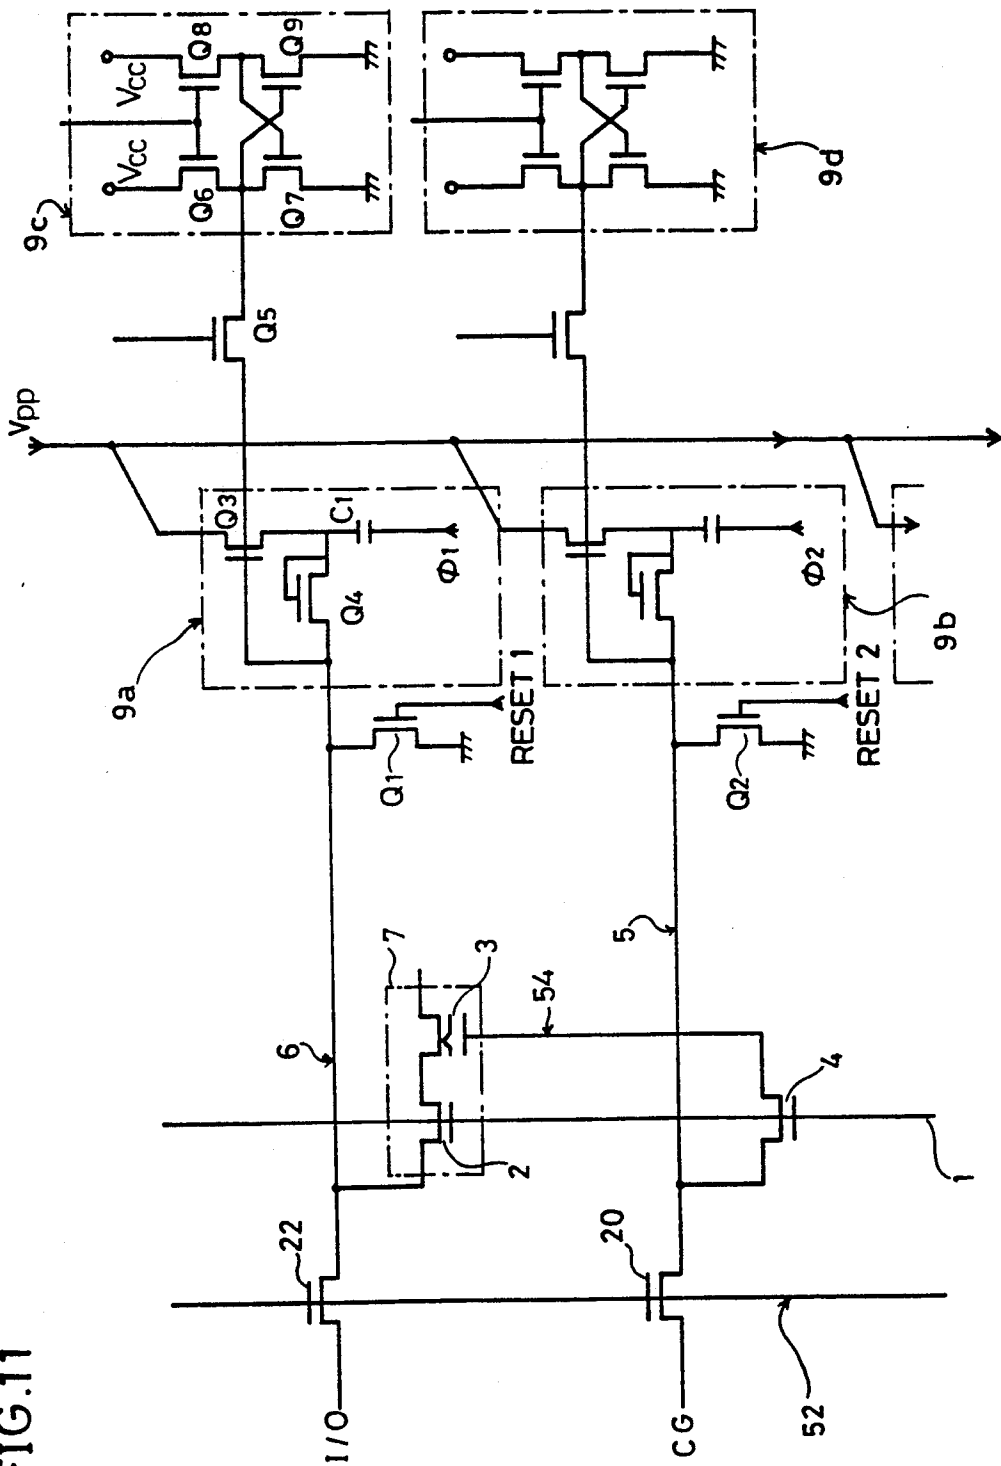 FIG.11
I/O
22
6
7
3
2
54
CG
20
5
4
1
52
9a
Q1
RESET 1
Q3
Q4
C1
Φ1
Vpp
Q5
9c
Vcc
Vcc
Q6
Q8
Q7
Q9
Q2
RESET 2
Φ2
9b
9d